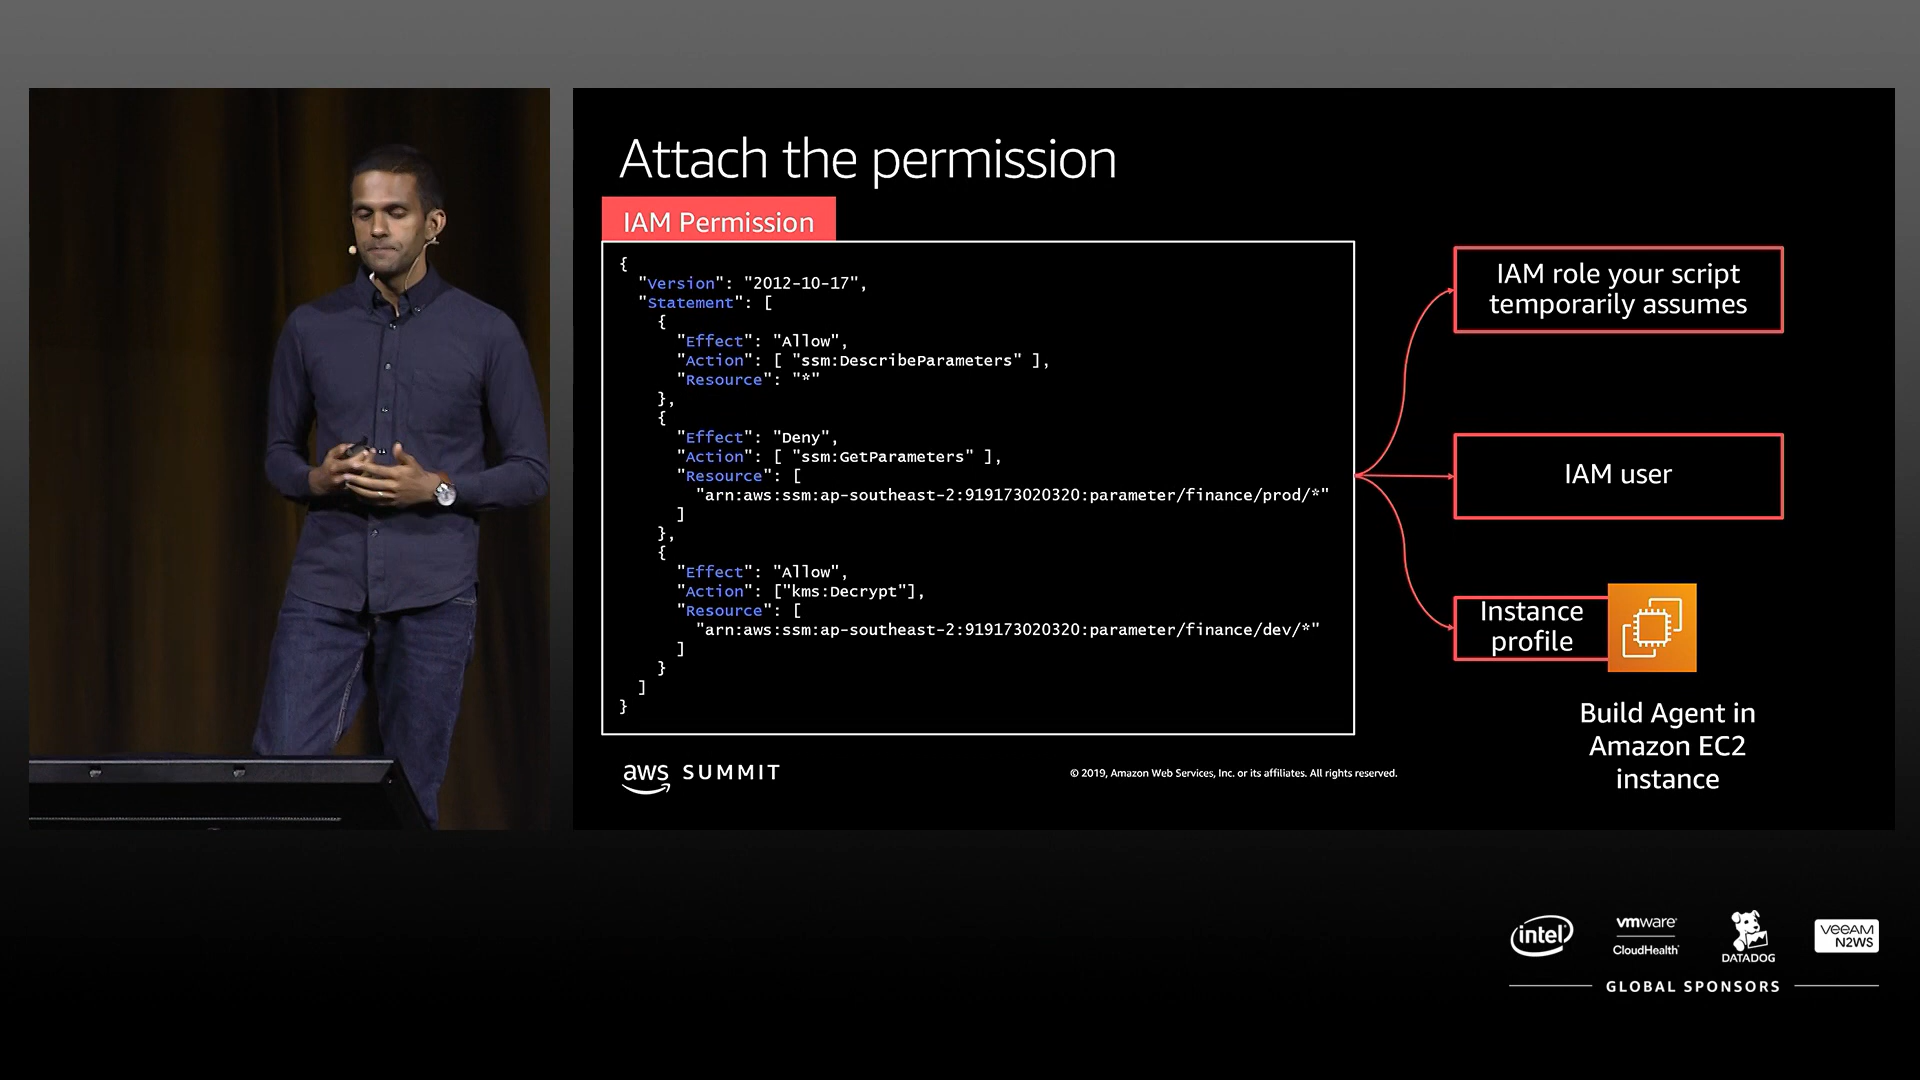 Attach the permission
IAM Permission
{
"Version": "2012-10-17",
"Statement": [
{
"Effect": "Allow",
"Action": [ "ssm:DescribeParameters" ],
"Resource": "*"
},
{
"Effect": "Deny",
"Action": [ "ssm:GetParameters" ],
"Resource": [
"arn:aws:ssm:ap-southeast-2:919173020320:parameter/finance/prod/*"
]
},
{
"Effect": "Allow",
"Action": ["kms:Decrypt"],
"Resource": [
"arn:aws:ssm:ap-southeast-2:919173020320:parameter/finance/dev/*"
]
}
]
}
IAM role your script
temporarily assumes
IAM user
Instance
profile
Build Agent in
Amazon EC2
instance
aws SUMMIT
© 2019, Amazon Web Services, Inc. or its affiliates. All rights reserved.
intel
vmware
CloudHealth
DATADOG
VEEAM
N2WS
GLOBAL SPONSORS